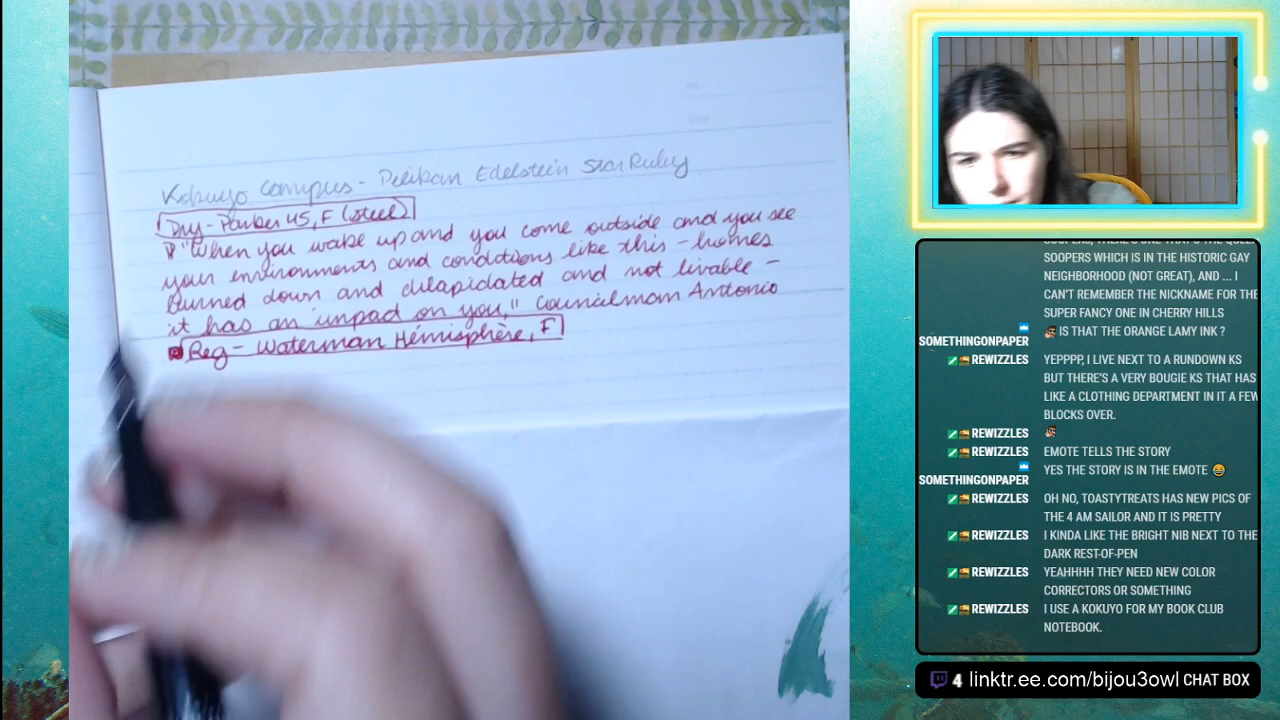 Kokuyo Campus - Pelikan Edelstein Star Ruby
Dry - Parker 45, F (steel)
"When you wake up and you come outside and you see
your environments and conditions like this - homes
burned down and dilapidated and not livable -
it has an impact on you," Councilman Antonio
Reg - Waterman Hémisphère, F
SOOPERS WHICH IS IN THE HISTORIC GAY
NEIGHBORHOOD (NOT GREAT), AND ... I
CAN'T REMEMBER THE NICKNAME FOR THE
SUPER FANCY ONE IN CHERRY HILLS
SOMETHINGONPAPER IS THAT THE ORANGE LAMY INK ?
REWIZZLES YEPPPP, I LIVE NEXT TO A RUNDOWN KS
BUT THERE'S A VERY BOUGIE KS THAT HAS
LIKE A CLOTHING DEPARTMENT IN IT A FEW
BLOCKS OVER.
REWIZZLES
REWIZZLES EMOTE TELLS THE STORY
SOMETHINGONPAPER YES THE STORY IS IN THE EMOTE 😅
REWIZZLES OH NO, TOASTYTREATS HAS NEW PICS OF
THE 4 AM SAILOR AND IT IS PRETTY
REWIZZLES I KINDA LIKE THE BRIGHT NIB NEXT TO THE
DARK REST-OF-PEN
REWIZZLES YEAHHHH THEY NEED NEW COLOR
CORRECTORS OR SOMETHING
REWIZZLES I USE A KOKUYO FOR MY BOOK CLUB
NOTEBOOK.
4 linktr.ee.com/bijou3owl CHAT BOX